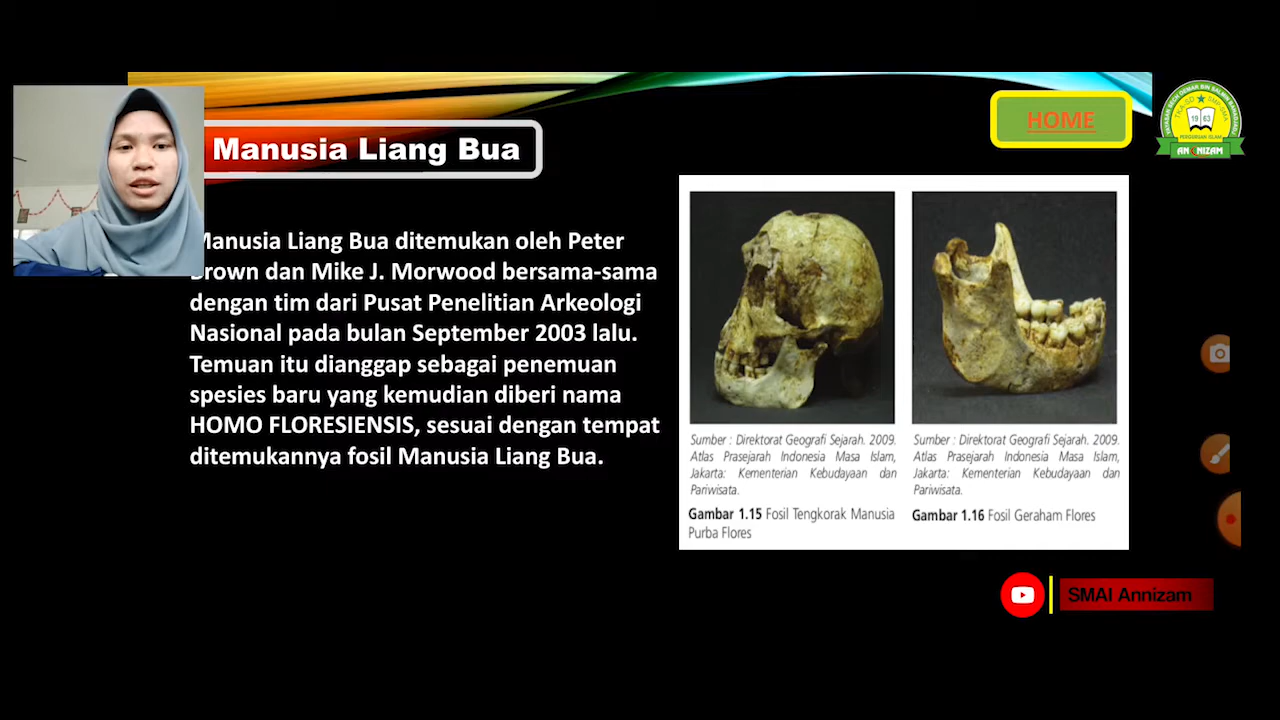 Manusia Liang Bua
HOME
19 63
AN NIZAM
Manusia Liang Bua ditemukan oleh Peter
Brown dan Mike J. Morwood bersama-sama
dengan tim dari Pusat Penelitian Arkeologi
Nasional pada bulan September 2003 lalu.
Temuan itu dianggap sebagai penemuan
spesies baru yang kemudian diberi nama
HOMO FLORESIENSIS, sesuai dengan tempat
ditemukannya fosil Manusia Liang Bua.
Sumber : Direktorat Geografi Sejarah. 2009.
Atlas Prasejarah Indonesia Masa Islam,
Jakarta: Kementerian Kebudayaan dan
Pariwisata.
Gambar 1.15 Fosil Tengkorak Manusia
Purba Flores
Sumber : Direktorat Geografi Sejarah. 2009.
Atlas Prasejarah Indonesia Masa Islam,
Jakarta: Kementerian Kebudayaan dan
Pariwisata.
Gambar 1.16 Fosil Geraham Flores
SMAI Annizam